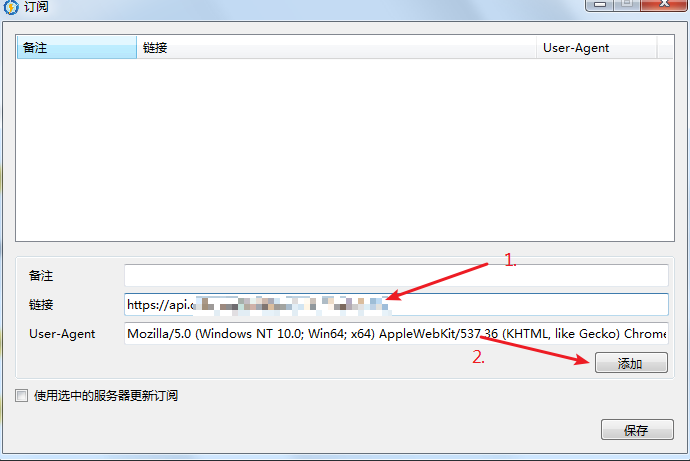 订阅
备注 链接 User-Agent
1.
备注
链接 https://api.
User-Agent Mozilla/5.0 (Windows NT 10.0; Win64; x64) AppleWebKit/537.36 (KHTML, like Gecko) Chrome
2.
添加
使用选中的服务器更新订阅
保存